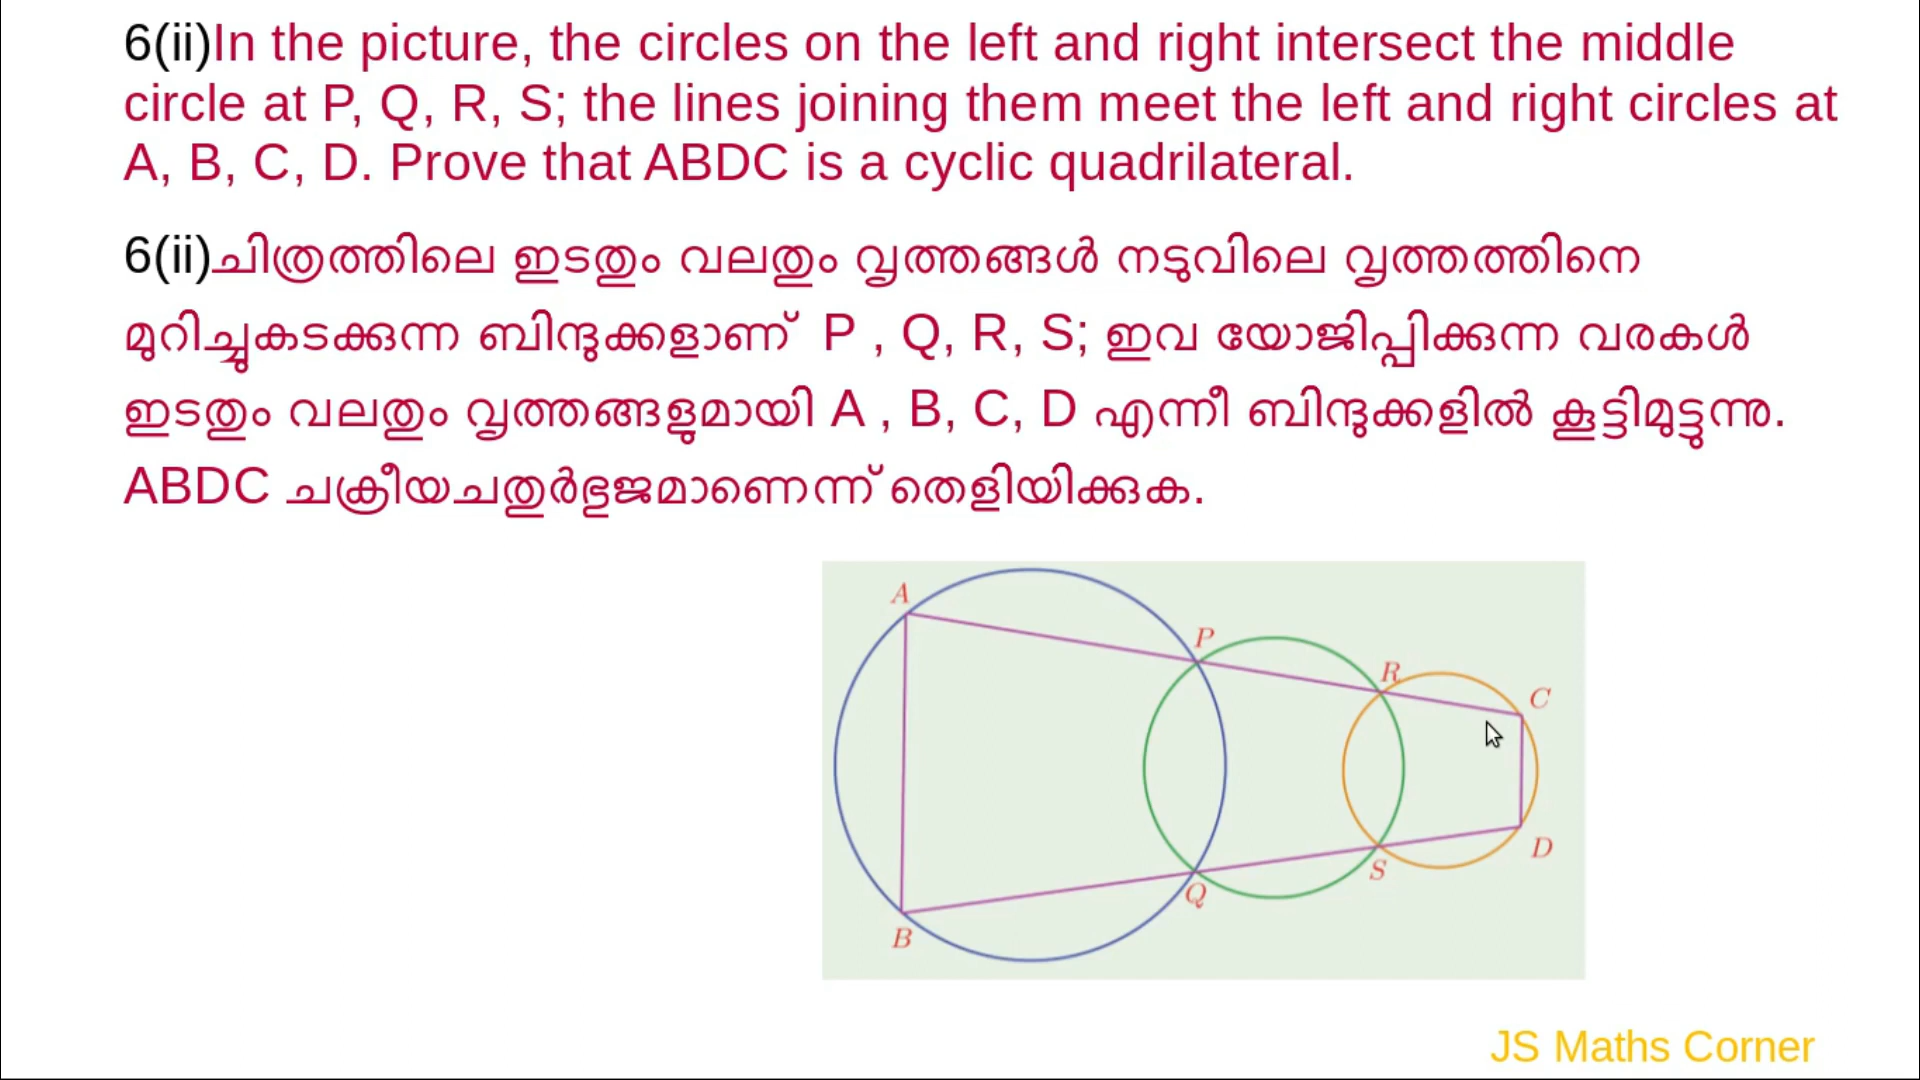 6(ii)In the picture, the circles on the left and right intersect the middle
circle at P, Q, R, S; the lines joining them meet the left and right circles at
A, B, C, D. Prove that ABDC is a cyclic quadrilateral.
6(ii)ചിത്രത്തിലെ ഇടതും വലതും വൃത്തങ്ങൾ നടുവിലെ വൃത്തത്തിനെ
മുറിച്ചുകടക്കുന്ന ബിന്ദുക്കളാണ് P , Q, R, S; ഇവ യോജിപ്പിക്കുന്ന വരകൾ
ഇടതും വലതും വൃത്തങ്ങളുമായി A , B, C, D എന്നീ ബിന്ദുക്കളിൽ കൂട്ടിമുട്ടുന്നു.
ABDC ചക്രീയചതുർഭുജമാണെന്ന് തെളിയിക്കുക.
A
P
R
C
D
S
Q
B
JS Maths Corner